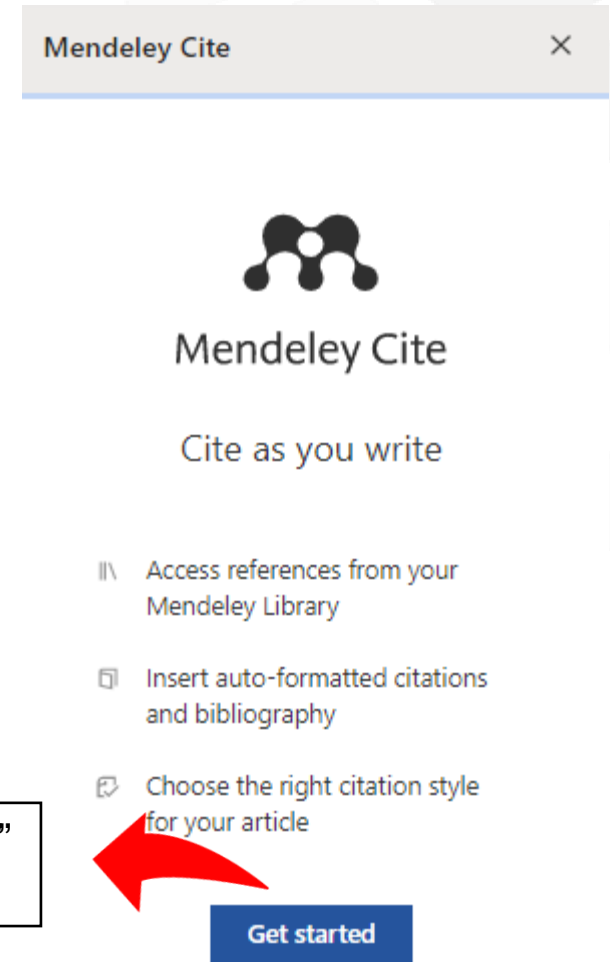 Mendeley Cite
Mendeley Cite
Cite as you write
Access references from your
Mendeley Library
Insert auto-formatted citations
and bibliography
Choose the right citation style
for your article
”
Get started